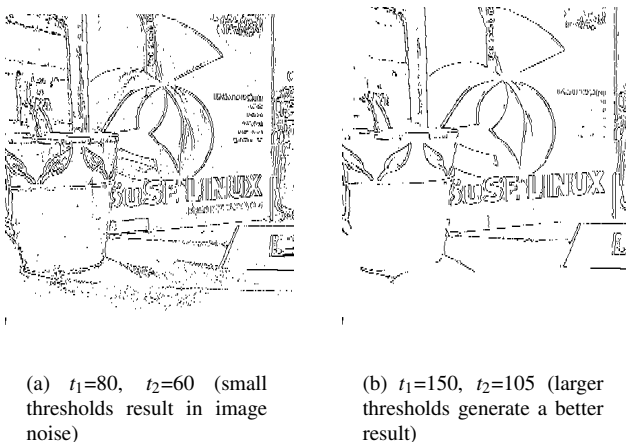 SuSE LINUX SuSE LINUX
(a) t1=80, t2=60 (small
thresholds result in image
noise)
(b) t1=150, t2=105 (larger
thresholds generate a better
result)